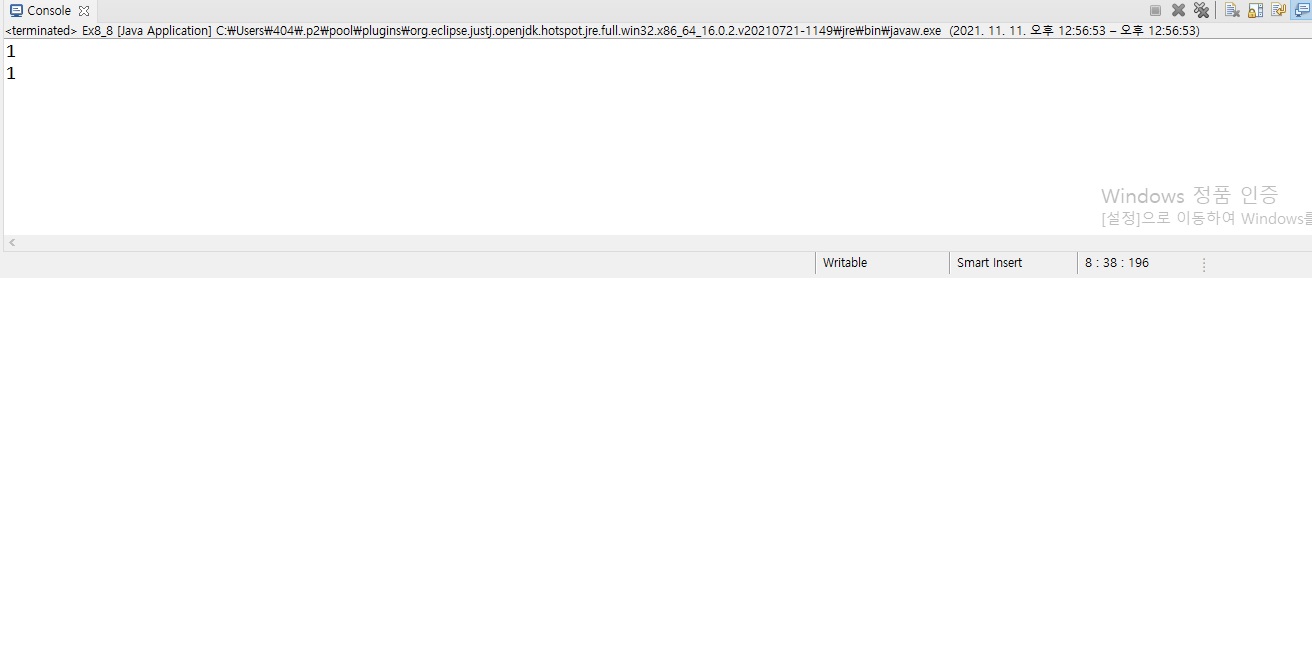 Console
<terminated> Ex8_8 [Java Application] C:₩Users₩404₩.p2₩pool₩plugins₩org.eclipse.justj.openjdk.hotspot.jre.full.win32.x86_64_16.0.2.v20210721-1149₩jre₩bin₩javaw.exe (2021. 11. 11. 오후 12:56:53 – 오후 12:56:53)
1
1
Windows 정품 인증
[설정]으로 이동하여 Windows를
Writable Smart Insert 8 : 38 : 196